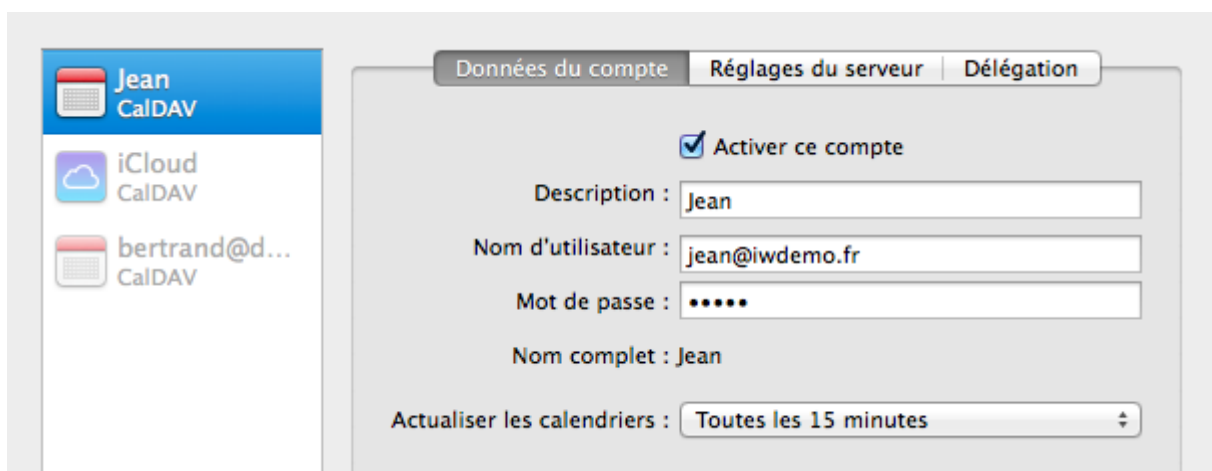 Jean
CalDAV
iCloud
CalDAV
bertrand@d...
CalDAV
Données du compte Réglages du serveur Délégation
Activer ce compte
Description : Jean
Nom d'utilisateur : jean@iwdemo.fr
Mot de passe : •••••
Nom complet : Jean
Actualiser les calendriers : Toutes les 15 minutes